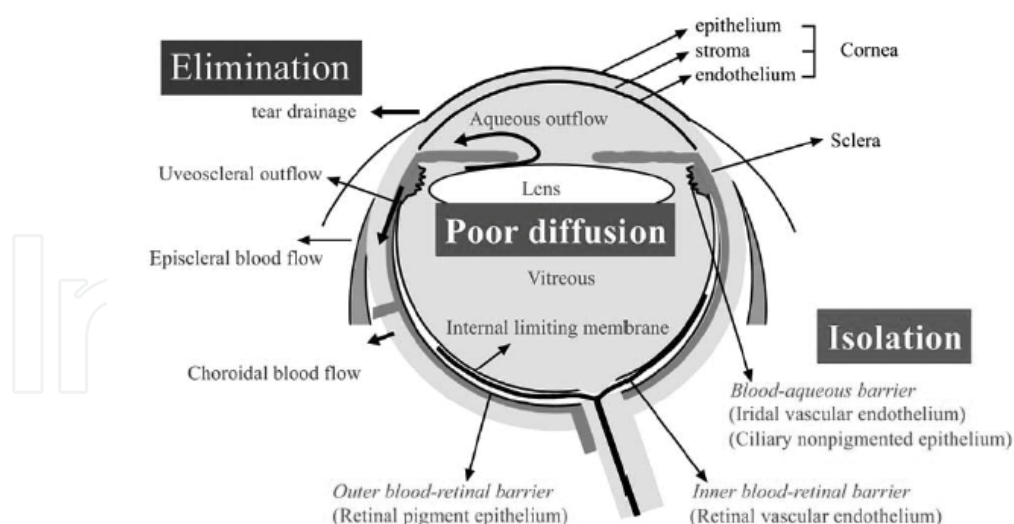 epithelium
Elimination
stroma
Cornea
endothelium
tear drainage
Aqueous outflow
Sclera
Uveoscleral outflow
Lens
Poor diffusion
Episcleral blood flow
Vitreous
Internal limiting membrane
Isolation
Choroidal blood flow
Blood-aqueous barrier
(Iridal vascular endothelium)
(Ciliary nonpigmented epithelium)
Outer blood-retinal barrier
(Retinal pigment epithelium)
Inner blood-retinal barrier
(Retinal vascular endothelium)